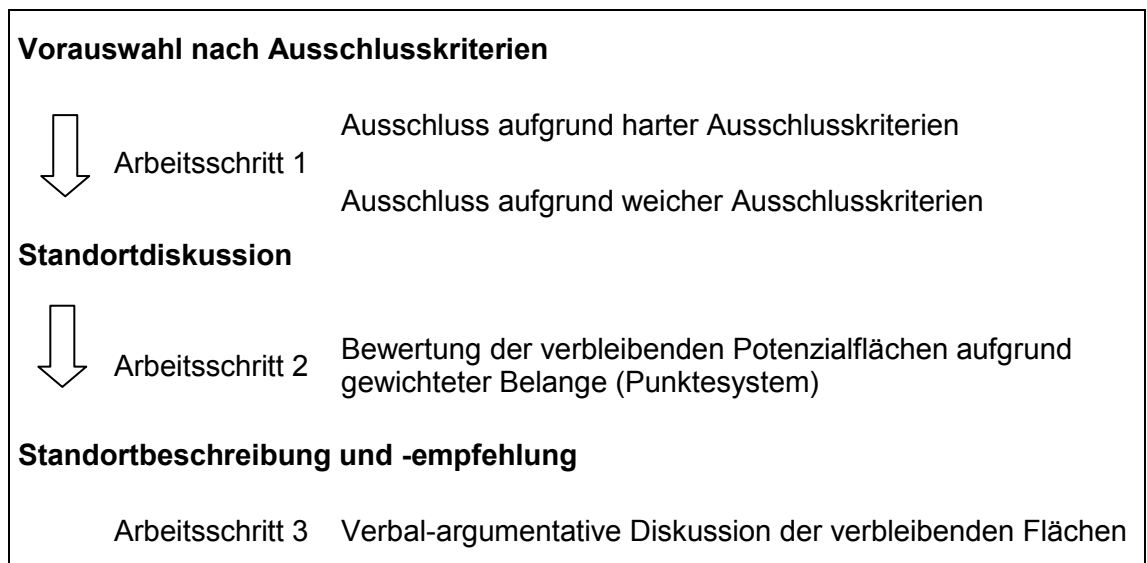 Vorauswahl nach Ausschlusskriterien
Ausschluss aufgrund harter Ausschlusskriterien
Arbeitsschritt 1
Ausschluss aufgrund weicher Ausschlusskriterien
Standortdiskussion
Arbeitsschritt 2
Bewertung der verbleibenden Potenzialflächen aufgrund
gewichteter Belange (Punktesystem)
Standortbeschreibung und -empfehlung
Arbeitsschritt 3 Verbal-argumentative Diskussion der verbleibenden Flächen